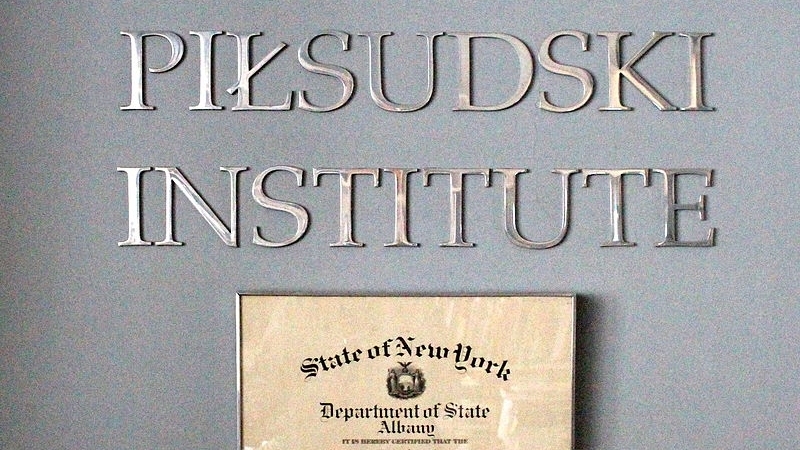 PIŁSUDSKI
INSTITUTE
State of New York
Department of State
Albany
IT IS HEREBY CERTIFIED THAT THE